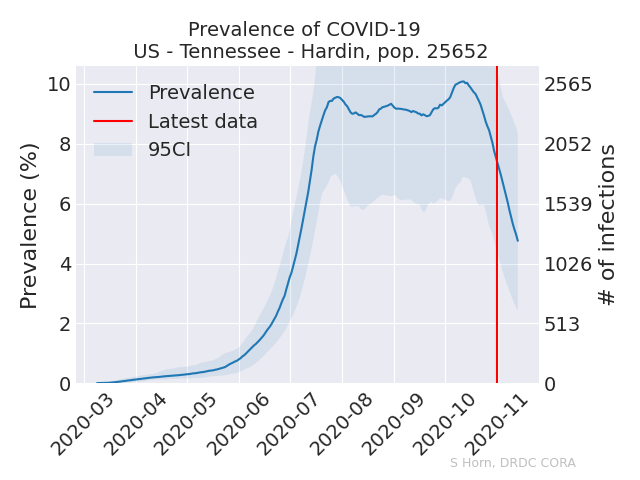 Prevalence of COVID-19
US - Tennessee - Hardin, pop. 25652
Prevalence
Latest data
95CI
Prevalence (%)
10
8
6
4
2
0
2565
2052
1539
1026
513
0
# of infections
2020-03
2020-04
2020-05
2020-06
2020-07
2020-08
2020-09
2020-10
2020-11
S Horn, DRDC CORA